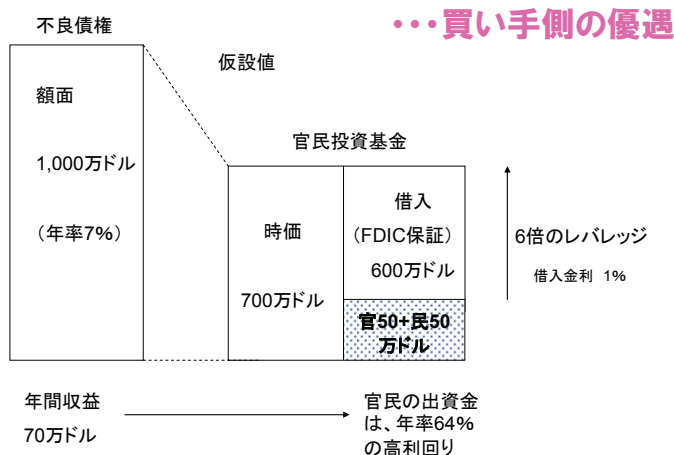 ･･･買い手側の優遇
不良債権
仮設値
額面
1,000万ドル
（年率7%）
官民投資基金
時価
700万ドル
借入
(FDIC保証)
600万ドル
官50+民50
万ドル
6倍のレバレッジ
借入金利 1%
年間収益
70万ドル
官民の出資金
は、年率64%
の高利回り